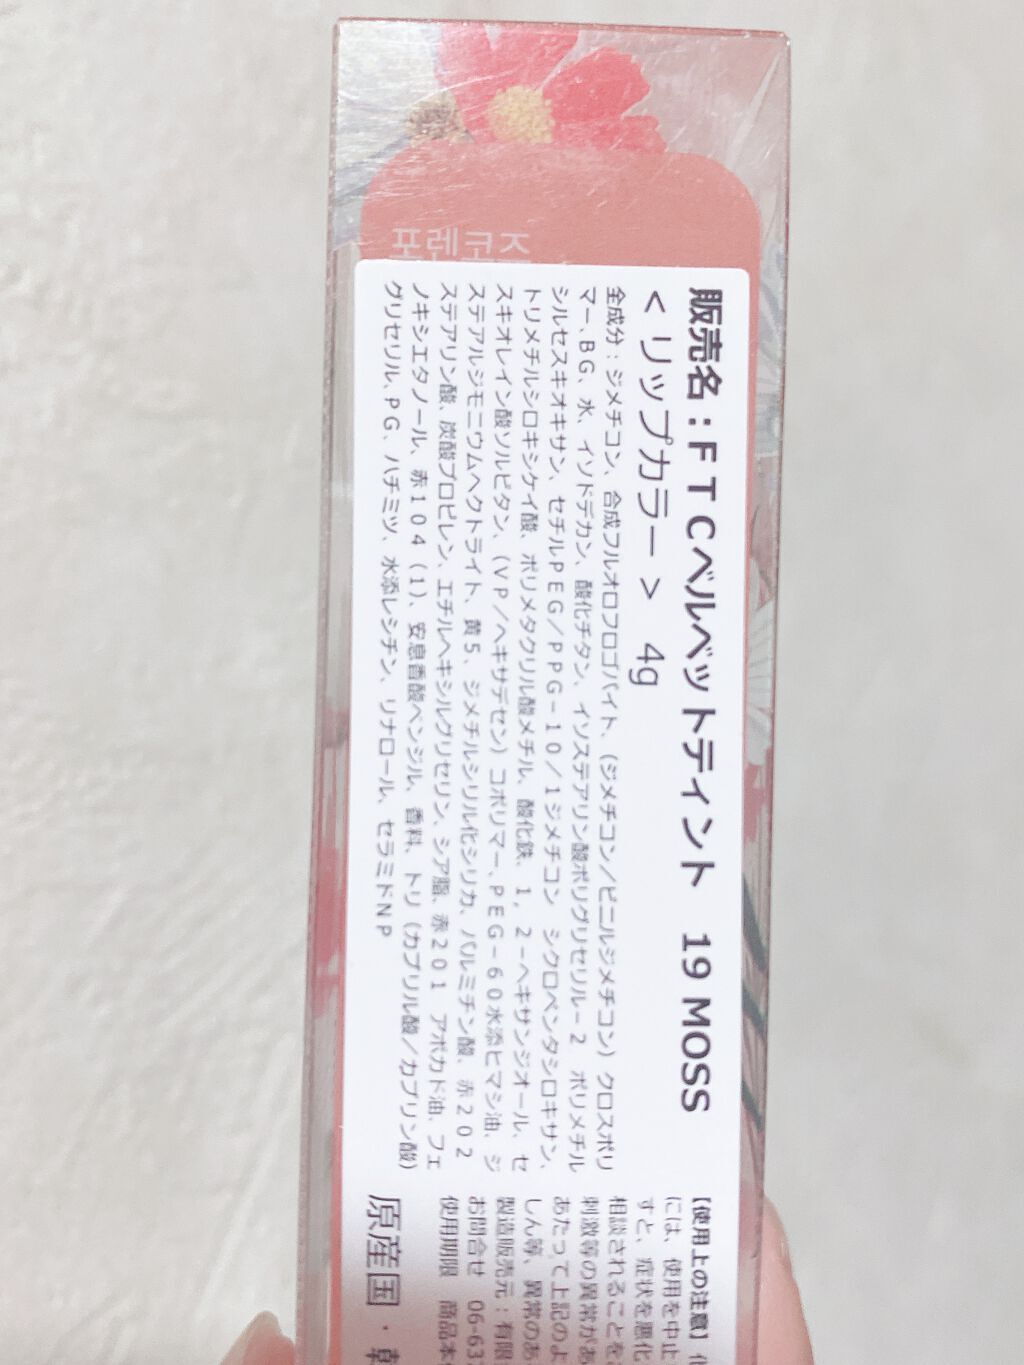 포레코즈
販売名：ＦＴＣベルベットティント 19 MOSS
＜リップカラー＞ 4g
全成分：ジメチコン、合成フルオロフロゴパイト、（ジメチコン／ビニルジメチコン）クロスポリ
マー、ＢＧ、水、イソドデカン、酸化チタン、イソステアリン酸ポリグリセリル－２ ポリメチル
シルセスキオキサン、セチルＰＥＧ／ＰＰＧ－１０／１ジメチコン シクロペンタシロキサン、
トリメチルシロキシケイ酸、ポリメタクリル酸メチル、酸化鉄、１，２－ヘキサンジオール、セ
スキオレイン酸ソルビタン、（ＶＰ／ヘキサデセン）コポリマー、ＰＥＧ－６０水添ヒマシ油、ジ
ステアルジモニウムヘクトライト、黄５、ジメチルシリル化シリカ、パルミチン酸、赤２０２
ステアリン酸、炭酸プロピレン、エチルヘキシルグリセリン、シア脂、赤２０１ アボカド油、フェ
ノキシエタノール、赤１０４（１）、安息香酸ベンジル、香料、トリ（カプリル酸／カプリン酸）
グリセリル、ＰＧ、ハチミツ、水添レシチン、リナロール、セラミドＮＰ
【使用上の注意】
には、使用を中止
すと、症状を悪化
相談されることを
刺激等の異常があ
あたって上記のよ
しん等、異常のあ
製造販売元：有限
お問合せ 06-63
使用期限 商品本
原産国・韓